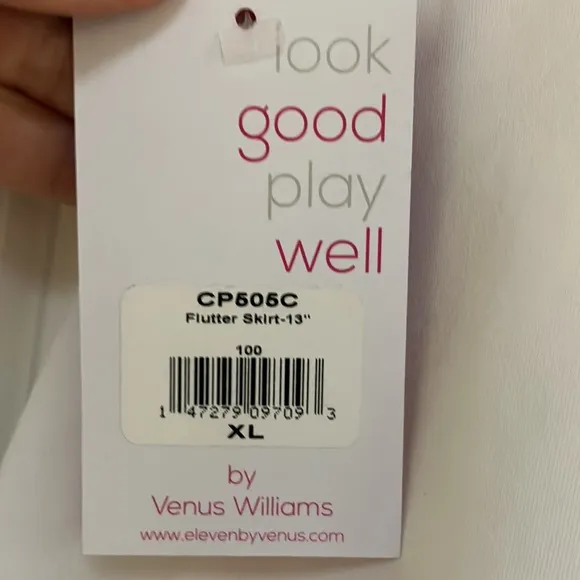 look
good
play
well
CP505C
Flutter Skirt-13"
100
1 47279 09709 3
XL
by
Venus Williams
www.elevenbyvenus.com